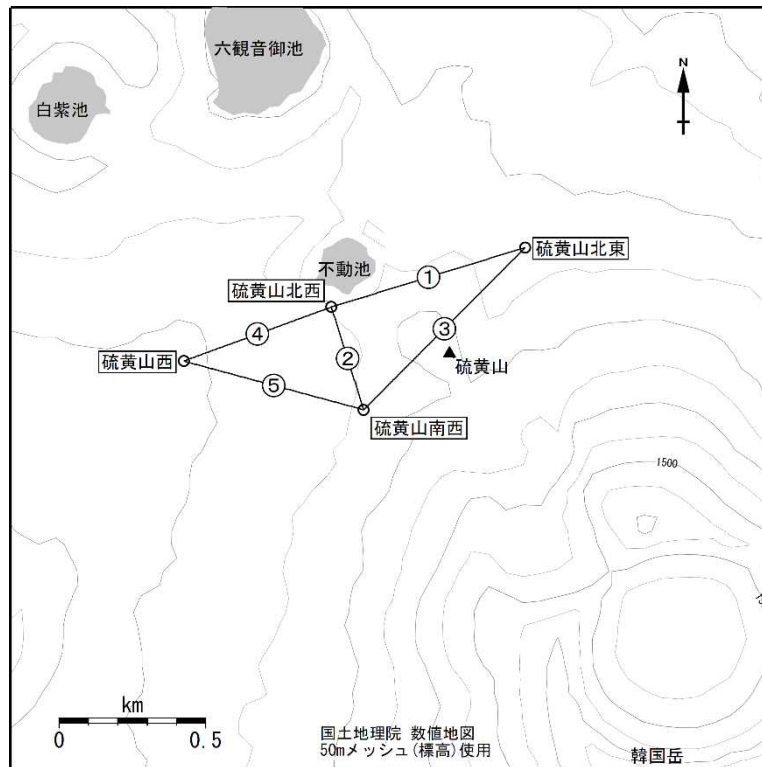 六観音御池
白紫池
N
硫黄山北東
不動池
①
硫黄山北西
③
④
硫黄山西
②
硫黄山
⑤
硫黄山南西
1500
km
0 0.5
国土地理院 数値地図
50mメッシュ(標高)使用
韓国岳